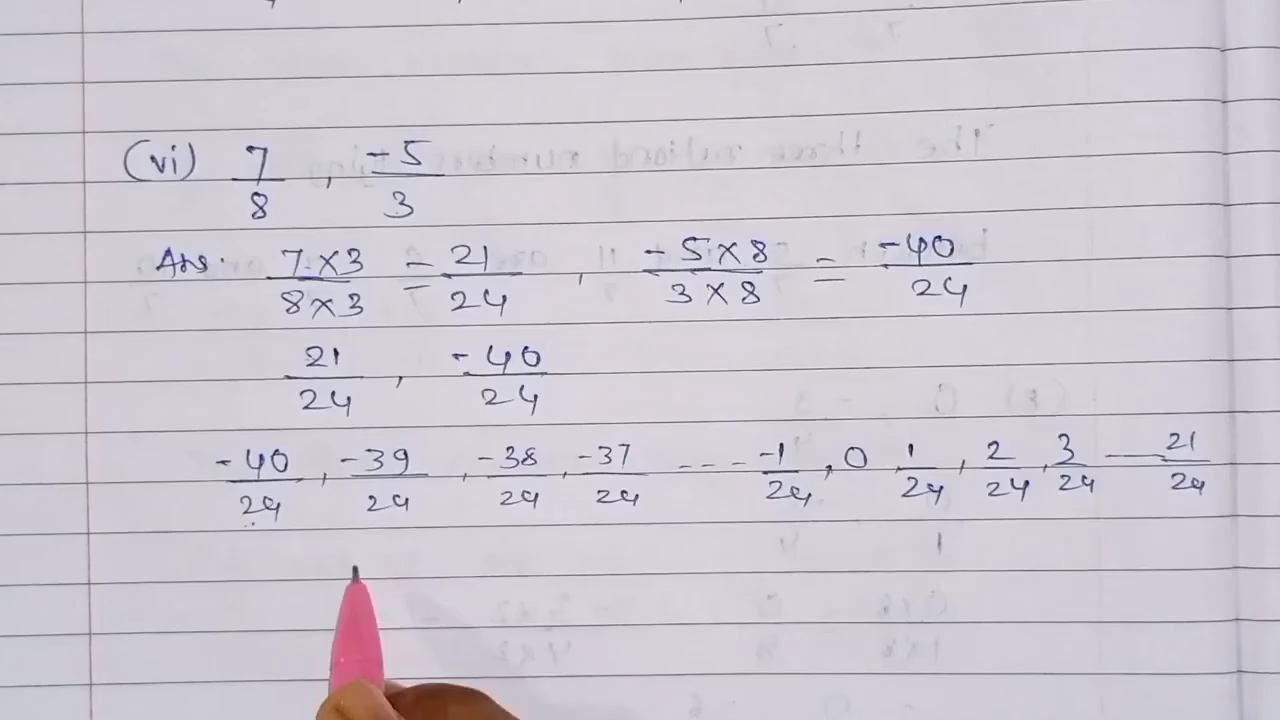 (vi) 7/8 , -5/3
Ans: 7×3/8×3 = 21/24 , -5×8/3×8 = -40/24
21/24 , -40/24
-40/24 , -39/24 , -38/24 , -37/24 --- -1/24 , 0 , 1/24 , 2/24 , 3/24 — 21/24